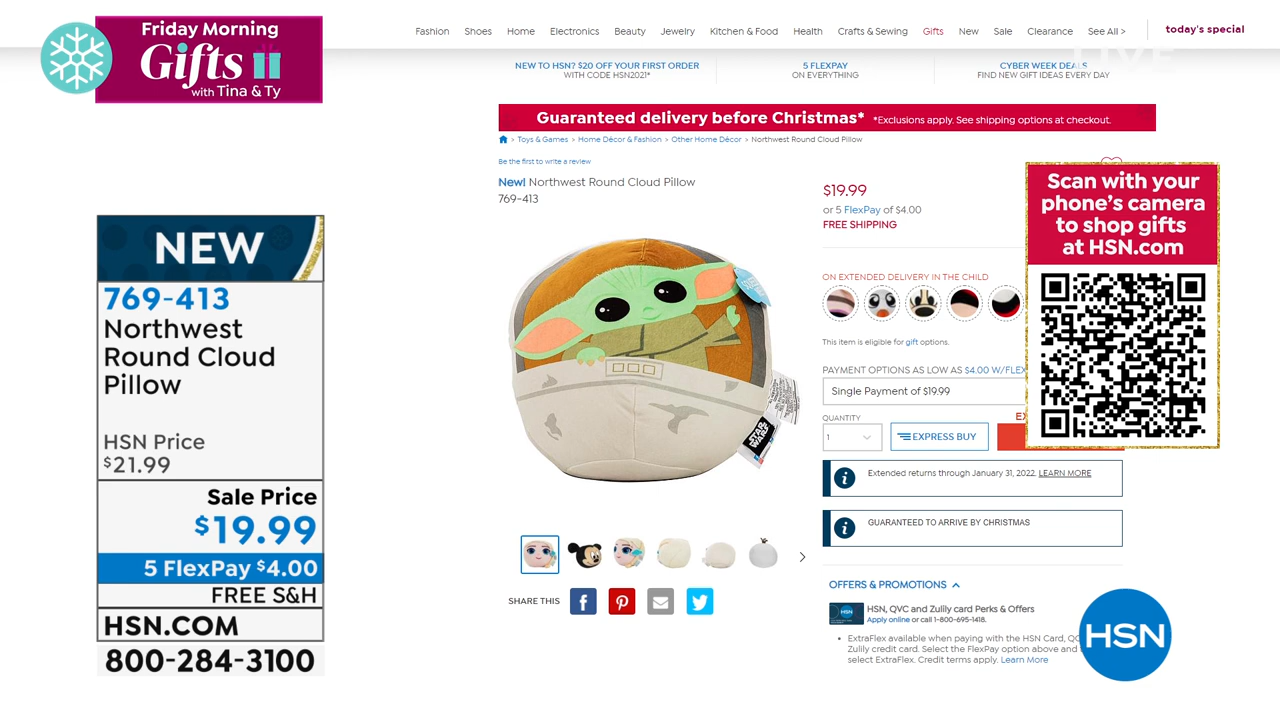 Friday Morning
Gifts
with Tina & Ty
Fashion Shoes Home Electronics Beauty Jewelry Kitchen & Food Health Crafts & Sewing Gifts New Sale Clearance See All > today's special
LIVE
NEW TO HSN? $20 OFF YOUR FIRST ORDER
WITH CODE HSN2021*
5 FLEXPAY
ON EVERYTHING
CYBER WEEK DEALS
FIND NEW GIFT IDEAS EVERY DAY
Guaranteed delivery before Christmas* *Exclusions apply. See shipping options at checkout.
> Toys & Games > Home Décor & Fashion > Other Home Décor > Northwest Round Cloud Pillow
Be the first to write a review
New! Northwest Round Cloud Pillow
769-413
$19.99
or 5 FlexPay of $4.00
FREE SHIPPING
ON EXTENDED DELIVERY IN THE CHILD
This item is eligible for gift options.
PAYMENT OPTIONS AS LOW AS $4.00 W/FLEX
Single Payment of $19.99
QUANTITY
EX
1
EXPRESS BUY
Extended returns through January 31, 2022. LEARN MORE
GUARANTEED TO ARRIVE BY CHRISTMAS
OFFERS & PROMOTIONS
HSN
HSN, QVC and Zulily card Perks & Offers
Apply online or call 1-800-695-1418.
• ExtraFlex available when paying with the HSN Card, QC
Zulily credit card. Select the FlexPay option above and
select ExtraFlex. Credit terms apply. Learn More
STAR
WARS
SHARE THIS
Scan with your
phone's camera
to shop gifts
at HSN.com
NEW
769-413
Northwest
Round Cloud
Pillow
HSN Price
$21.99
Sale Price
$19.99
5 FlexPay $4.00
FREE S&H
HSN.COM
800-284-3100
HSN